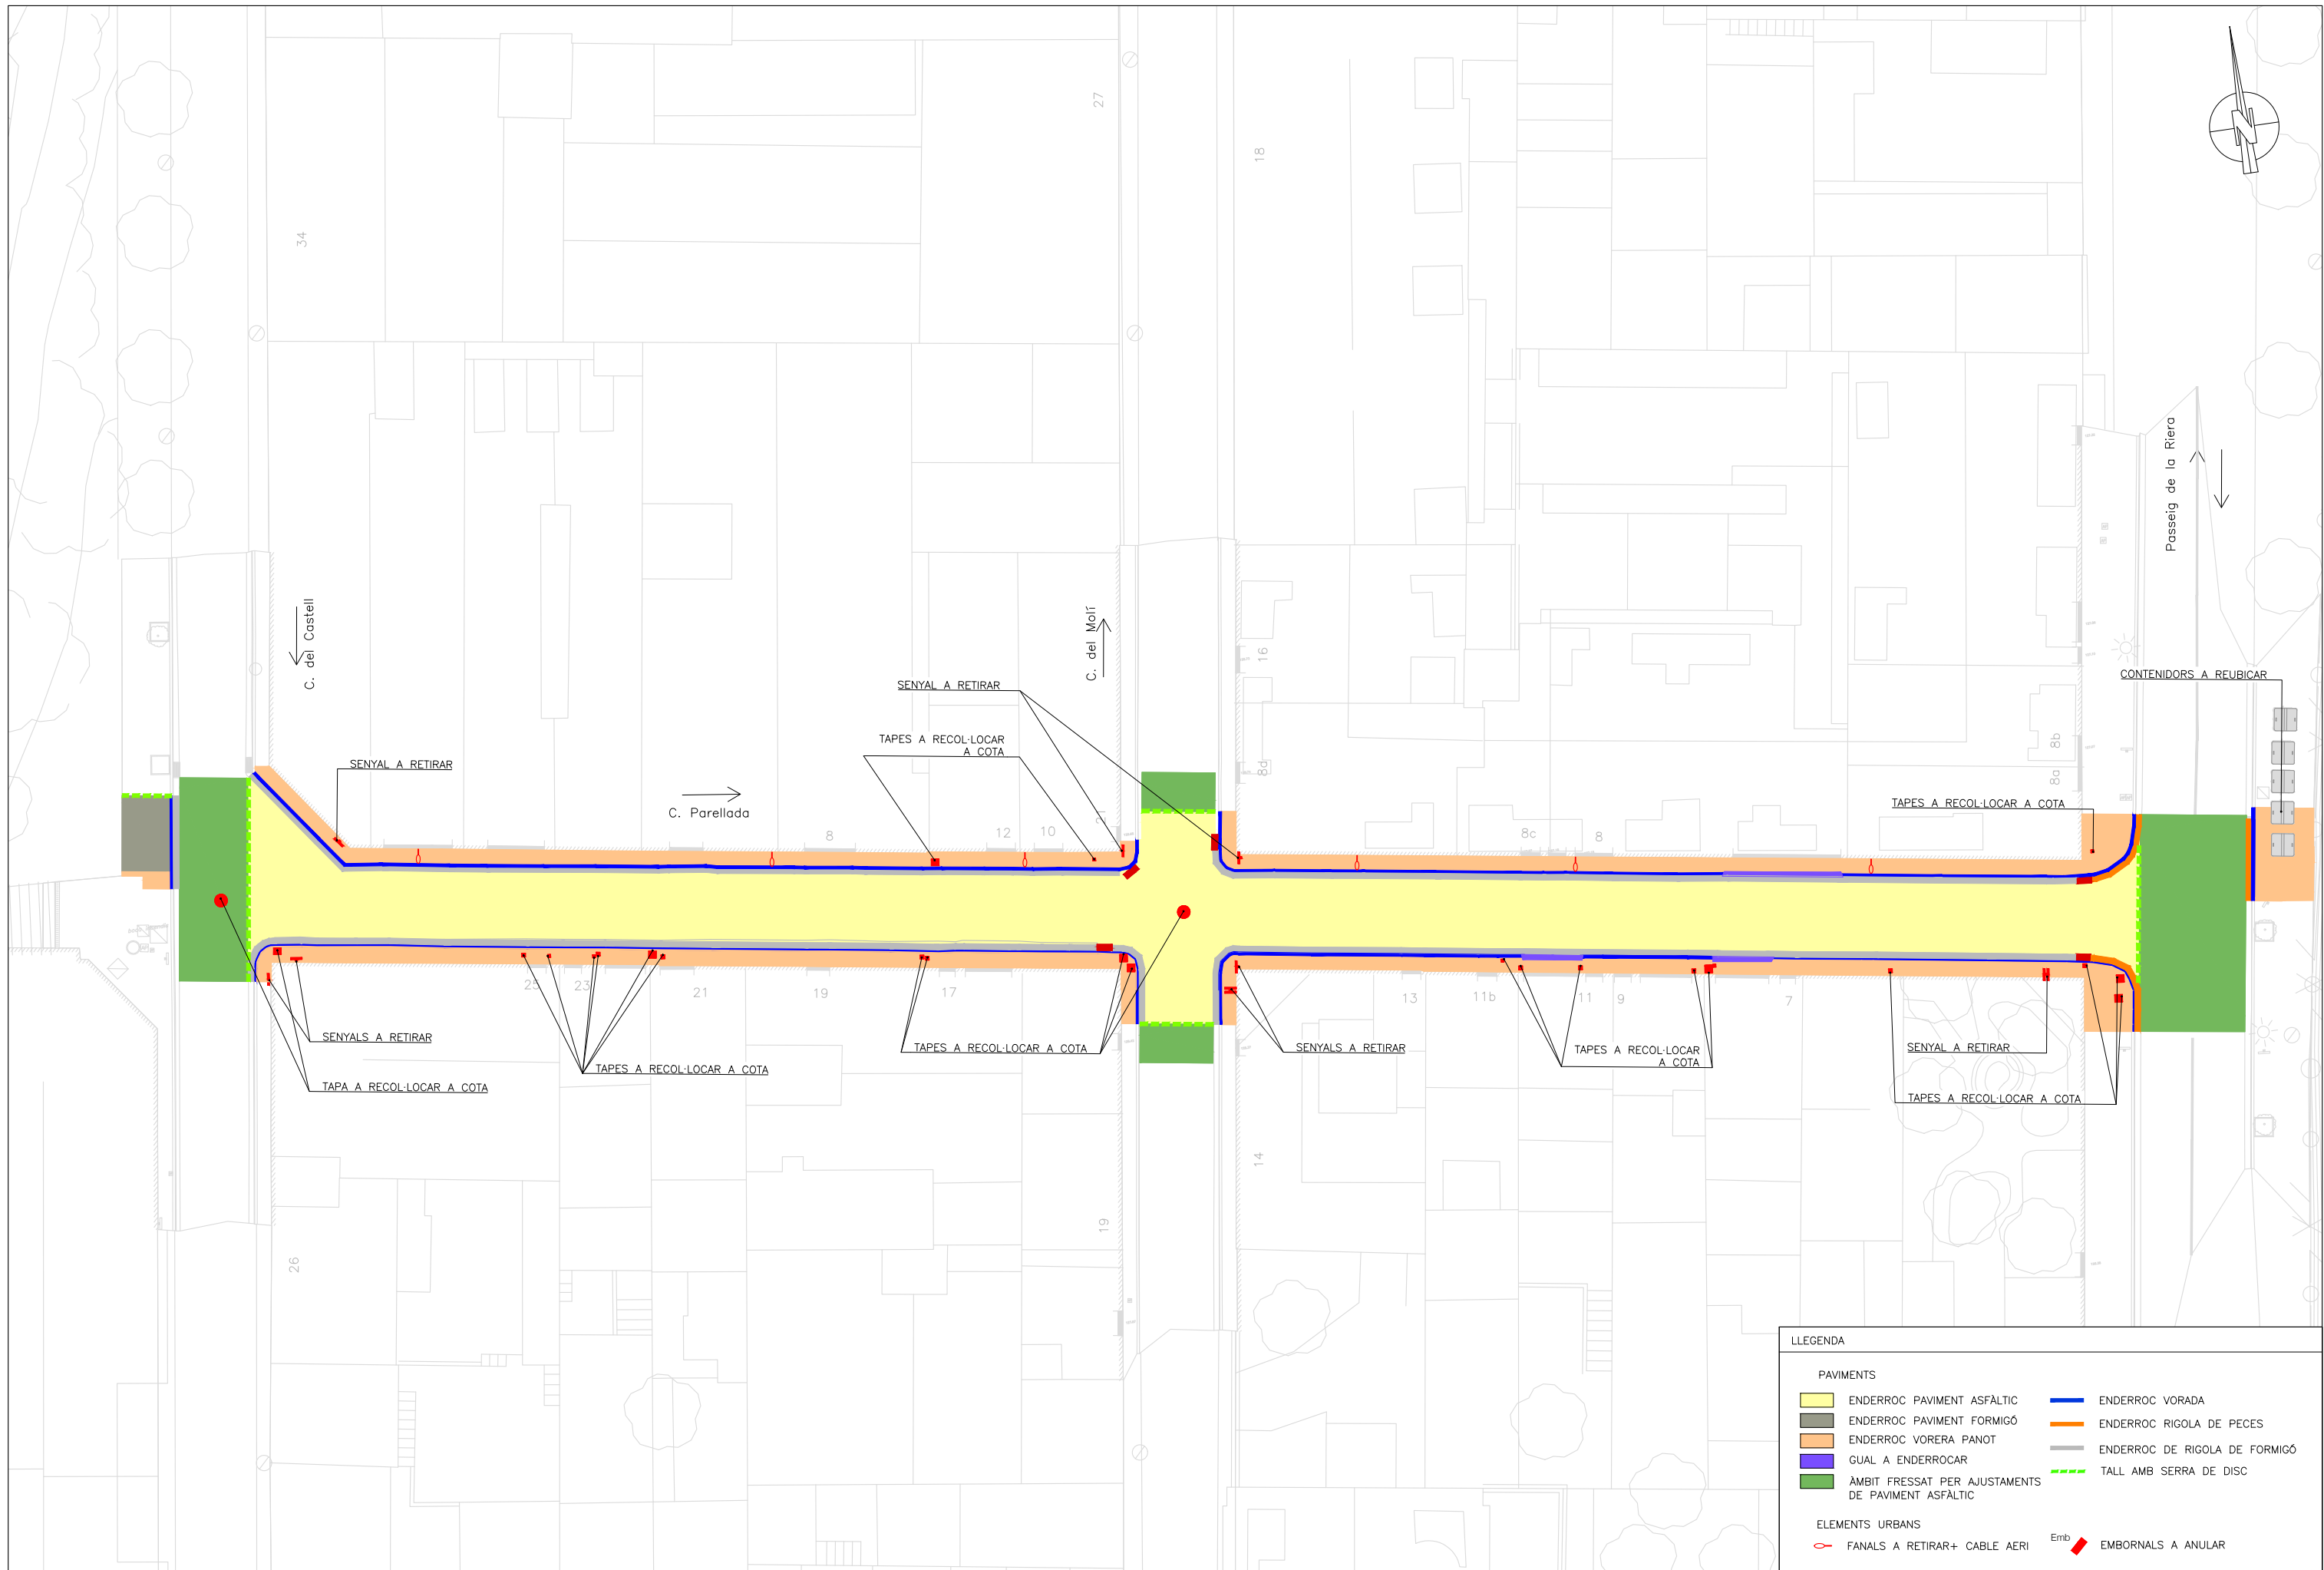 27
18
34
N
Passeig de la Riera
C. del Castell
C. del Molí
16
SENYAL A RETIRAR
CONTENIDORS A REUBICAR
TAPES A RECOL·LOCAR
A COTA
8b
8d
8a
SENYAL A RETIRAR
TAPES A RECOL·LOCAR A COTA
C. Parellada
21
8
12
10
8c
8
25
23
21
19
17
13
11b
11
9
7
SENYALS A RETIRAR
TAPES A RECOL·LOCAR A COTA
SENYALS A RETIRAR
TAPES A RECOL·LOCAR
A COTA
SENYAL A RETIRAR
TAPES A RECOL·LOCAR A COTA
TAPA A RECOL·LOCAR A COTA
TAPES A RECOL·LOCAR A COTA
14
19
26
LLEGENDA
PAVIMENTS
ENDERROC PAVIMENT ASFÀLTIC
ENDERROC PAVIMENT FORMIGÓ
ENDERROC VORERA PANOT
GUAL A ENDERROCAR
ÀMBIT FRESSAT PER AJUSTAMENTS
DE PAVIMENT ASFÀLTIC
ENDERROC VORADA
ENDERROC RIGOLA DE PECES
ENDERROC DE RIGOLA DE FORMIGÓ
TALL AMB SERRA DE DISC
ELEMENTS URBANS
FANALS A RETIRAR+ CABLE AERI
Emb
EMBORNALS A ANULAR